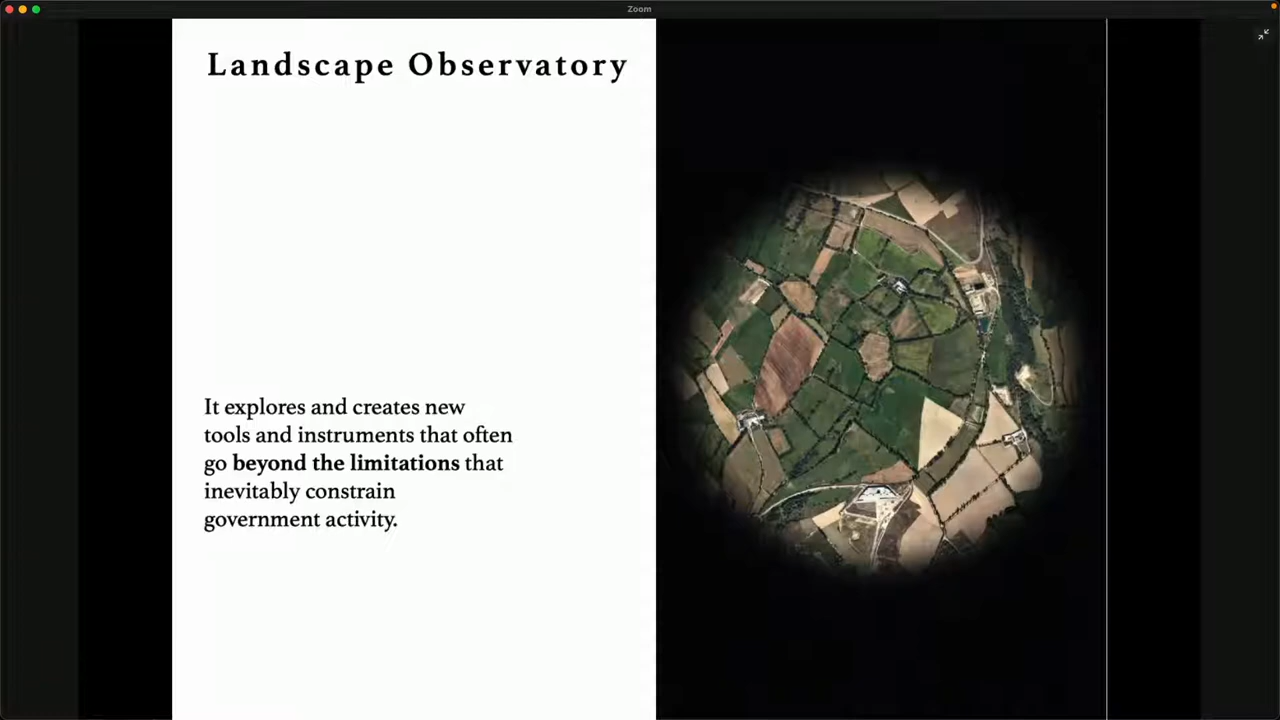 Zoom
Landscape Observatory
It explores and creates new
tools and instruments that often
go beyond the limitations that
inevitably constrain
government activity.